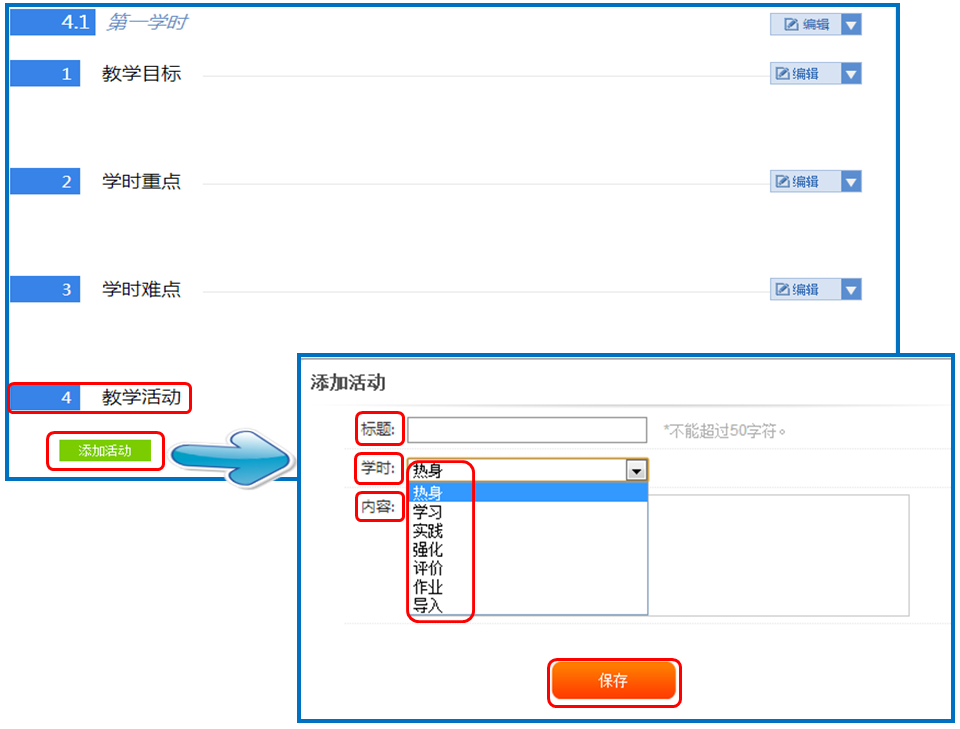 4.1 第一学时 编辑
1 教学目标 编辑
2 学时重点 编辑
3 学时难点 编辑
4 教学活动
添加活动
添加活动
标题: *不能超过50字符。
学时: 热身
热身
内容:
学习
实践
强化
评价
作业
导入
保存